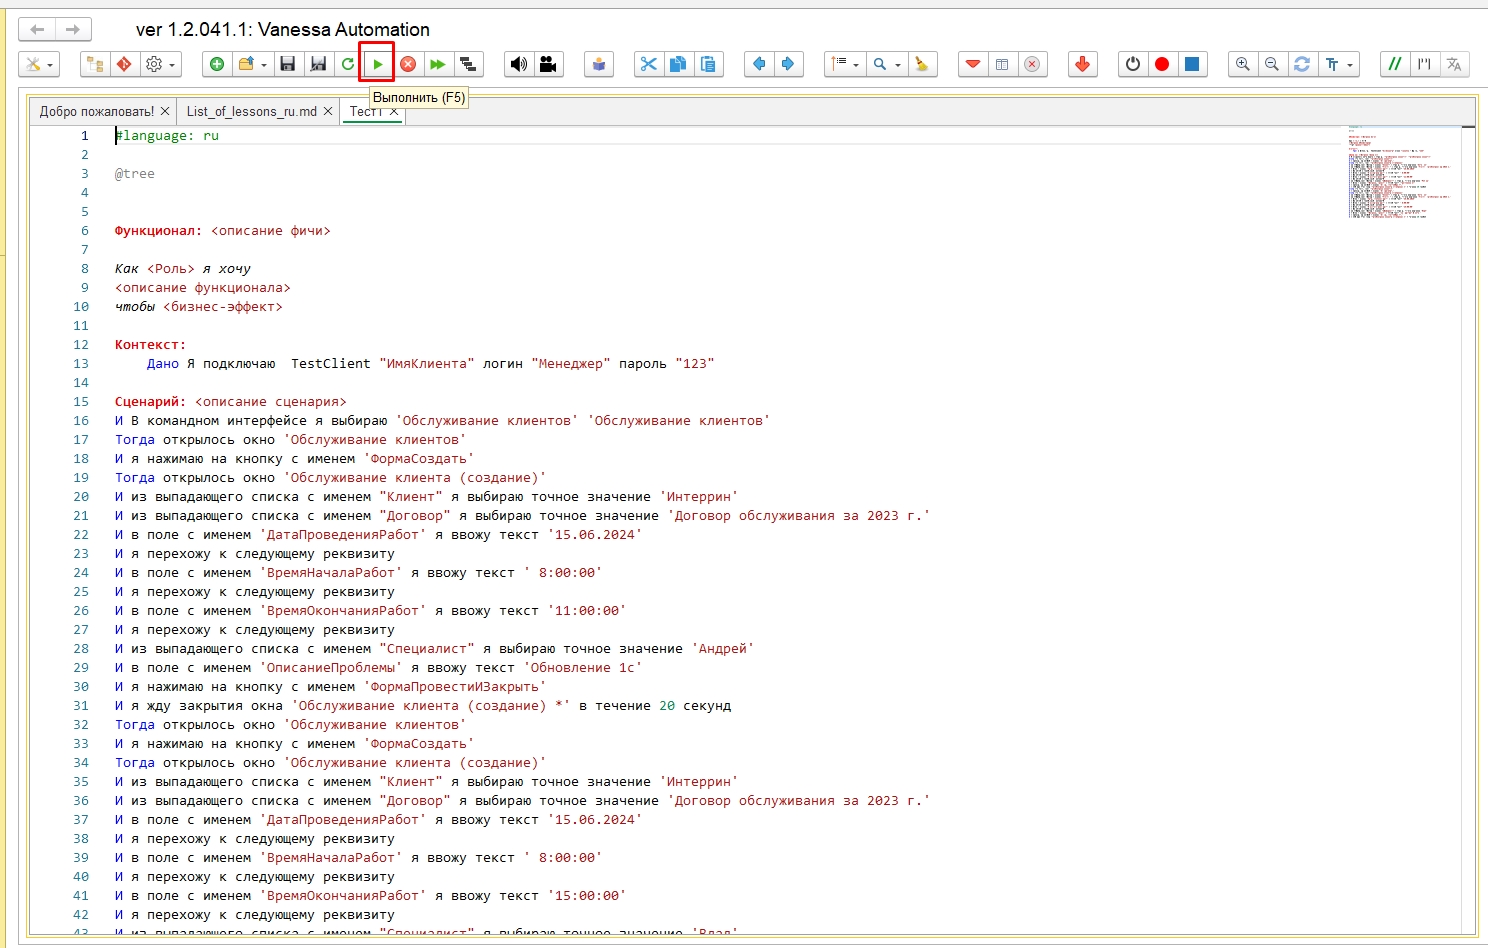 ver 1.2.041.1: Vanessa Automation
Выполнить (F5)
Добро пожаловать! × List_of_lessons_ru.md × Тест1 ×
1 #language: ru
2
3 @tree
4
5
6 Функционал: <описание фичи>
7
8 Как <Роль> я хочу
9 <описание функционала>
10 чтобы <бизнес-эффект>
11
12 Контекст:
13 Дано Я подключаю TestClient "ИмяКлиента" логин "Менеджер" пароль "123"
14
15 Сценарий: <описание сценария>
16 И В командном интерфейсе я выбираю 'Обслуживание клиентов' 'Обслуживание клиентов'
17 Тогда открылось окно 'Обслуживание клиентов'
18 И я нажимаю на кнопку с именем 'ФормаСоздать'
19 Тогда открылось окно 'Обслуживание клиента (создание)'
20 И из выпадающего списка с именем "Клиент" я выбираю точное значение 'Интеррин'
21 И из выпадающего списка с именем "Договор" я выбираю точное значение 'Договор обслуживания за 2023 г.'
22 И в поле с именем 'ДатаПроведенияРабот' я ввожу текст '15.06.2024'
23 И я перехожу к следующему реквизиту
24 И в поле с именем 'ВремяНачалаРабот' я ввожу текст ' 8:00:00'
25 И я перехожу к следующему реквизиту
26 И в поле с именем 'ВремяОкончанияРабот' я ввожу текст '11:00:00'
27 И я перехожу к следующему реквизиту
28 И из выпадающего списка с именем "Специалист" я выбираю точное значение 'Андрей'
29 И в поле с именем 'ОписаниеПроблемы' я ввожу текст 'Обновление 1с'
30 И я нажимаю на кнопку с именем 'ФормаПровестиИЗакрыть'
31 И я жду закрытия окна 'Обслуживание клиента (создание) *' в течение 20 секунд
32 Тогда открылось окно 'Обслуживание клиентов'
33 И я нажимаю на кнопку с именем 'ФормаСоздать'
34 Тогда открылось окно 'Обслуживание клиента (создание)'
35 И из выпадающего списка с именем "Клиент" я выбираю точное значение 'Интеррин'
36 И из выпадающего списка с именем "Договор" я выбираю точное значение 'Договор обслуживания за 2023 г.'
37 И в поле с именем 'ДатаПроведенияРабот' я ввожу текст '15.06.2024'
38 И я перехожу к следующему реквизиту
39 И в поле с именем 'ВремяНачалаРабот' я ввожу текст ' 8:00:00'
40 И я перехожу к следующему реквизиту
41 И в поле с именем 'ВремяОкончанияРабот' я ввожу текст '15:00:00'
42 И я перехожу к следующему реквизиту
43 И из выпадающего списка с именем "Специалист" я выбираю точное значение 'Влад'